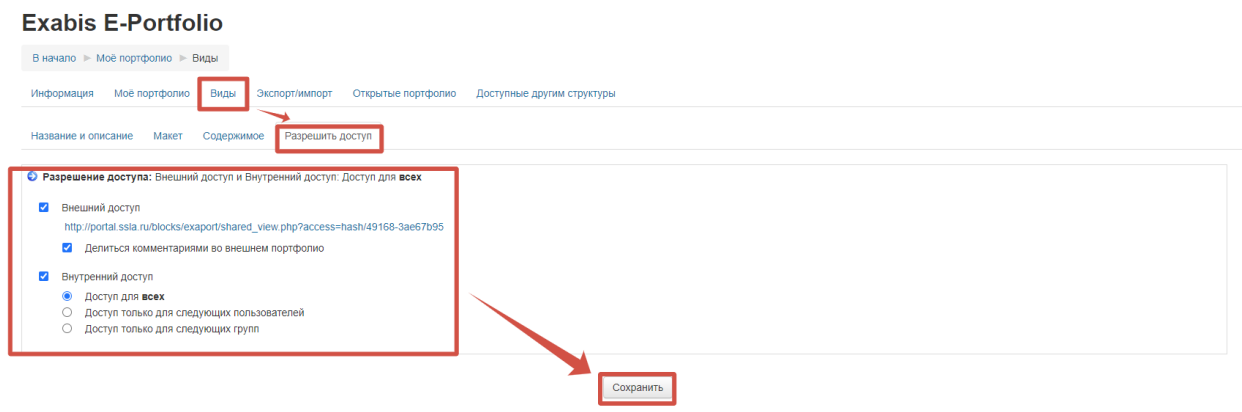 Exabis E-Portfolio
В начало ► Моё портфолио ► Виды
Информация Моё портфолио Виды Экспорт/импорт Открытые портфолио Доступные другим структуры
Название и описание Макет Содержимое Разрешить доступ
Разрешение доступа: Внешний доступ и Внутренний доступ: Доступ для всех
Внешний доступ
http://portal.ssla.ru/blocks/exaport/shared_view.php?access=hash/49168-3ae67b95
Делиться комментариями во внешнем портфолио
Внутренний доступ
Доступ для всех
Доступ только для следующих пользователей
Доступ только для следующих групп
Сохранить